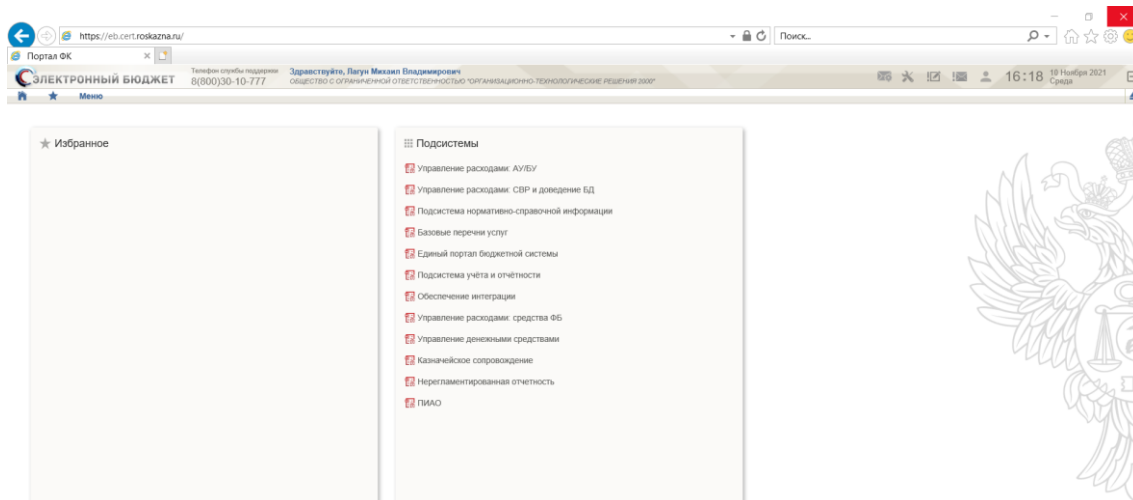 https://eb.cert.roskazna.ru/
Поиск...
Портал ФК
ЭЛЕКТРОННЫЙ БЮДЖЕТ
Телефон службы поддержки
8(800)30-10-777
Здравствуйте, Лагун Михаил Владимирович
ОБЩЕСТВО С ОГРАНИЧЕННОЙ ОТВЕТСТВЕННОСТЬЮ "ОРГАНИЗАЦИОННО-ТЕХНОЛОГИЧЕСКИЕ РЕШЕНИЯ 2000"
16:18
10 Ноября 2021
Среда
Меню
Избранное
Подсистемы
Управление расходами: АУ/БУ
Управление расходами: СВР и доведение БД
Подсистема нормативно-справочной информации
Базовые перечни услуг
Единый портал бюджетной системы
Подсистема учёта и отчётности
Обеспечение интеграции
Управление расходами: средства ФБ
Управление денежными средствами
Казначейское сопровождение
Нерегламентированная отчетность
ПИАО